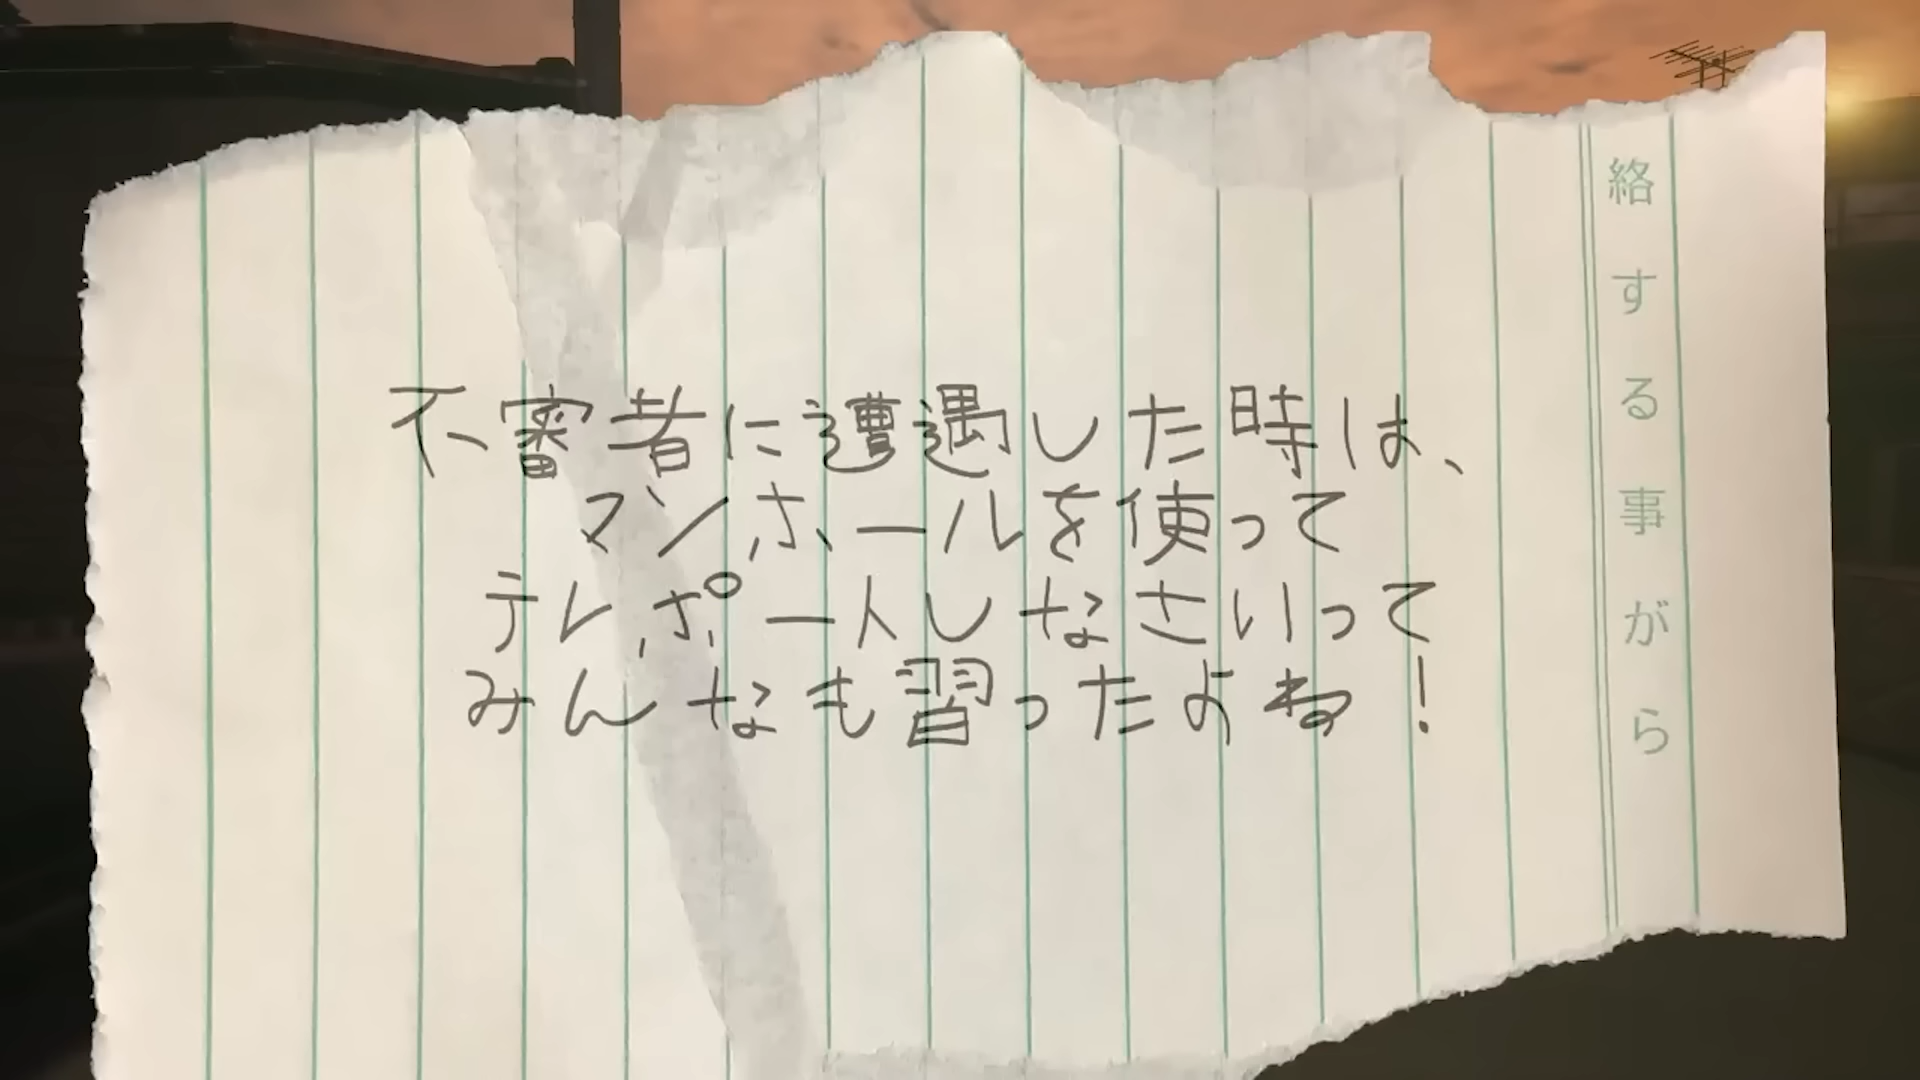 不審者に遭遇した時は、
マンホールを使って
テレポートしなさいって
みんなも習ったよね!
絡する事がら